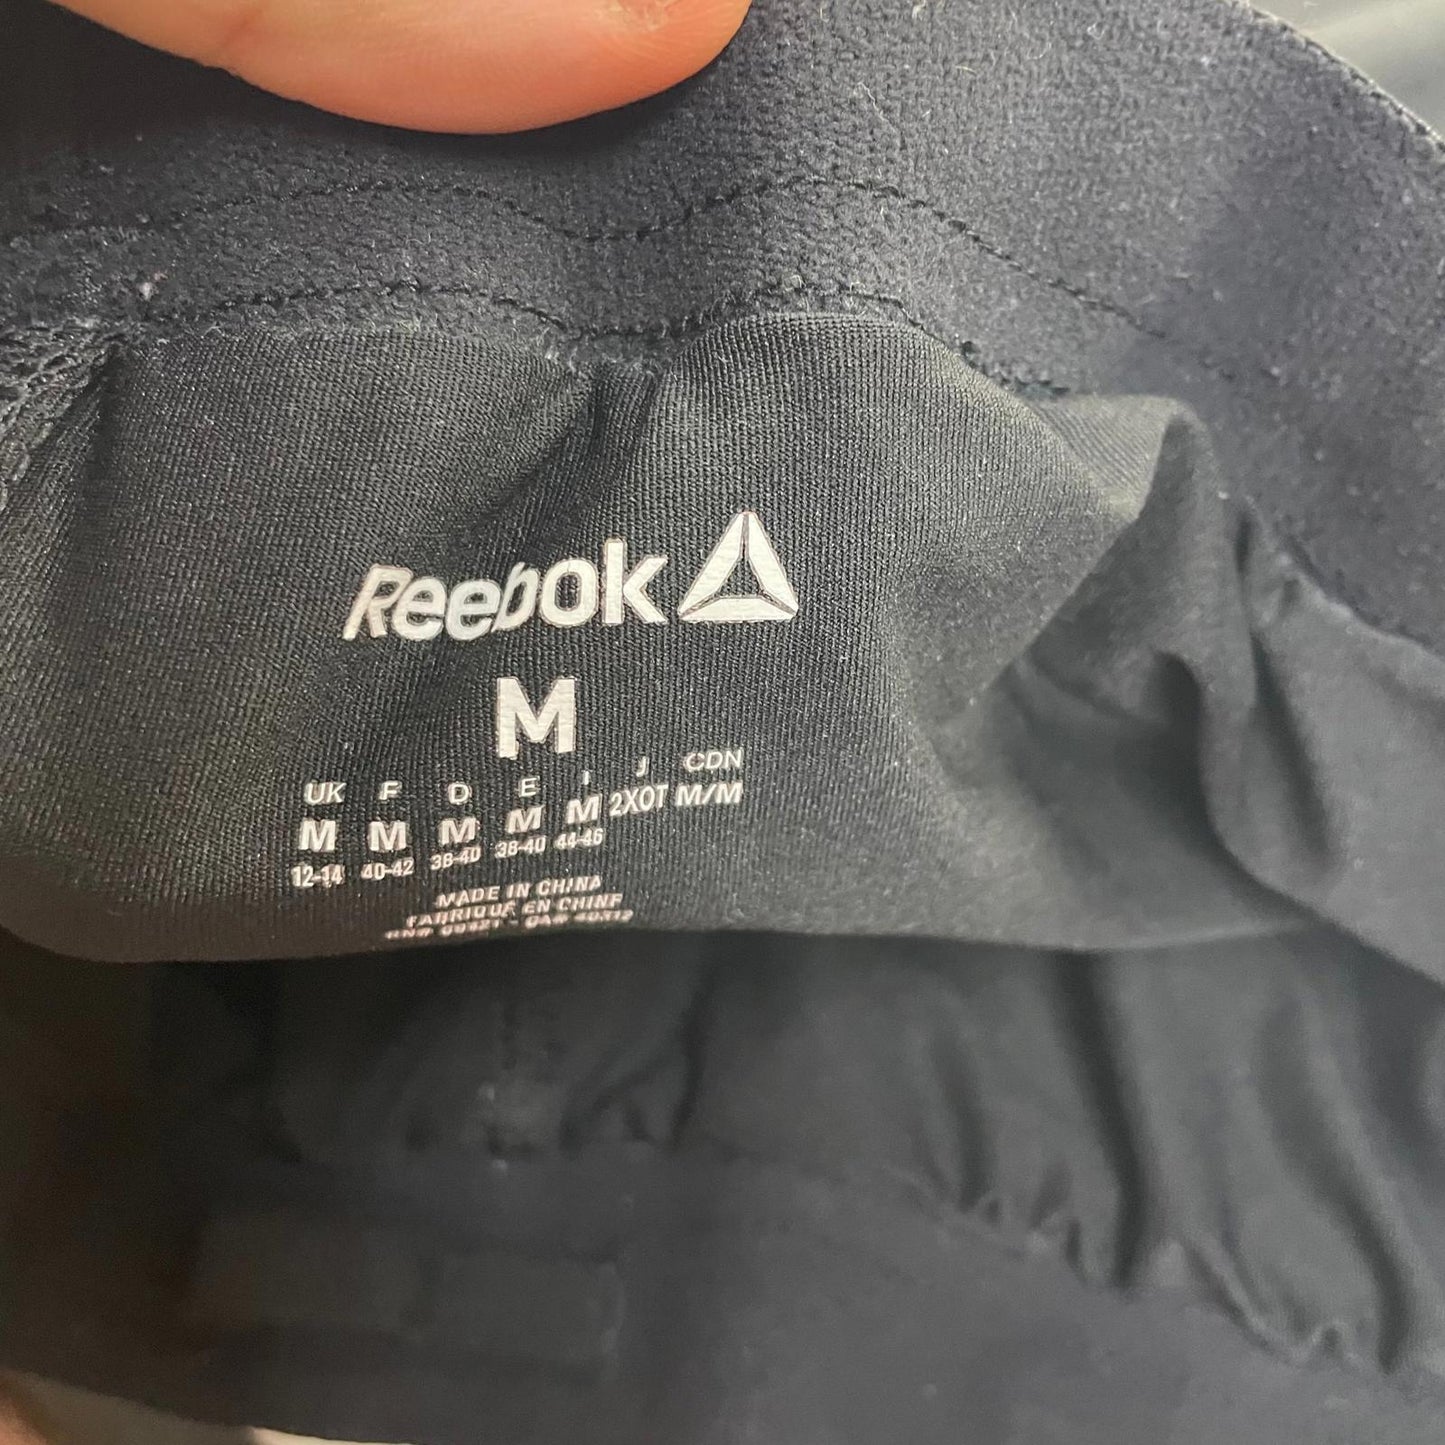 Reebok
M
UK F D E I J CDN
M M M M M 2XOT M/M
12-14 40-42 38-40 38-40 44-46
MADE IN CHINA
FABRIQUE EN CHINE